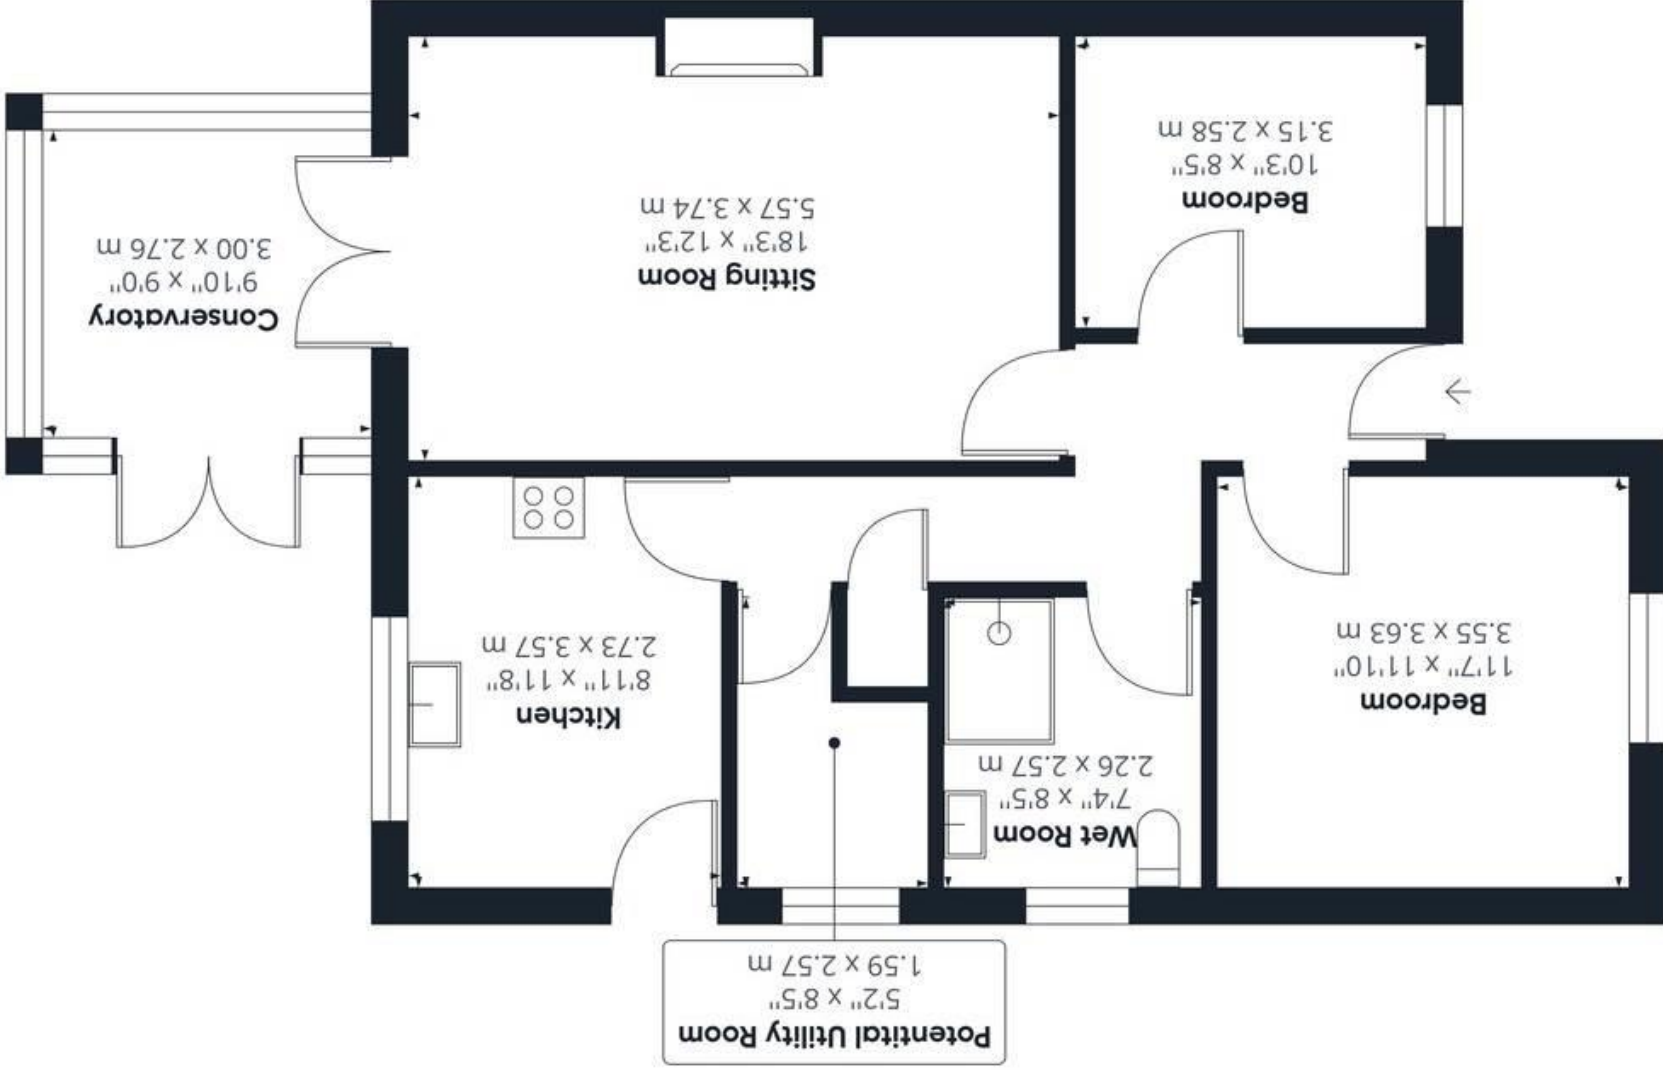 Potentital Utility Room
5'2" x 8'5"
1.59 x 2.57 m
Bedroom
11'7" x 11'10"
3.55 x 3.63 m
Wet Room
7'4" x 8'5"
2.26 x 2.57 m
Kitchen
8'11" x 11'8"
2.73 x 3.57 m
Bedroom
10'3" x 8'5"
3.15 x 2.58 m
Sitting Room
18'3" x 12'3"
5.57 x 3.74 m
Conservatory
9'10" x 9'0"
3.00 x 2.76 m